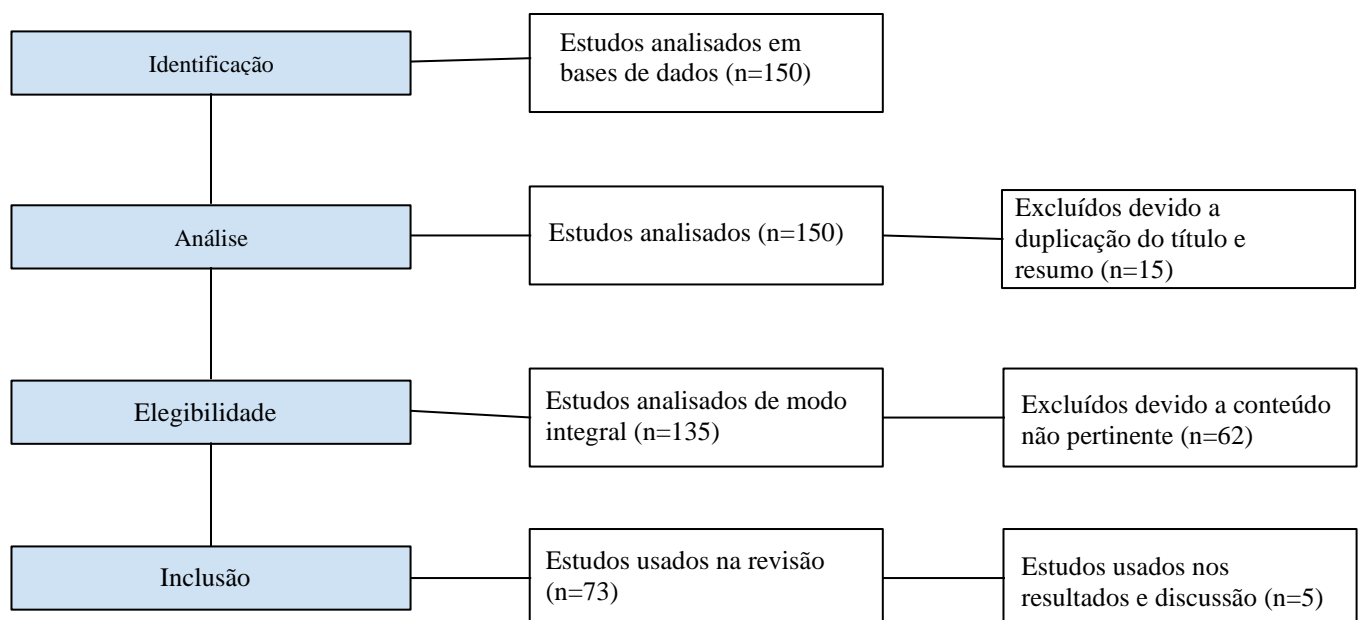 Identificação
Estudos analisados em
bases de dados (n=150)
Análise
Estudos analisados (n=150)
Excluídos devido a
duplicação do título e
resumo (n=15)
Elegibilidade
Estudos analisados de modo
integral (n=135)
Excluídos devido a conteúdo
não pertinente (n=62)
Inclusão
Estudos usados na revisão
(n=73)
Estudos usados nos
resultados e discussão (n=5)